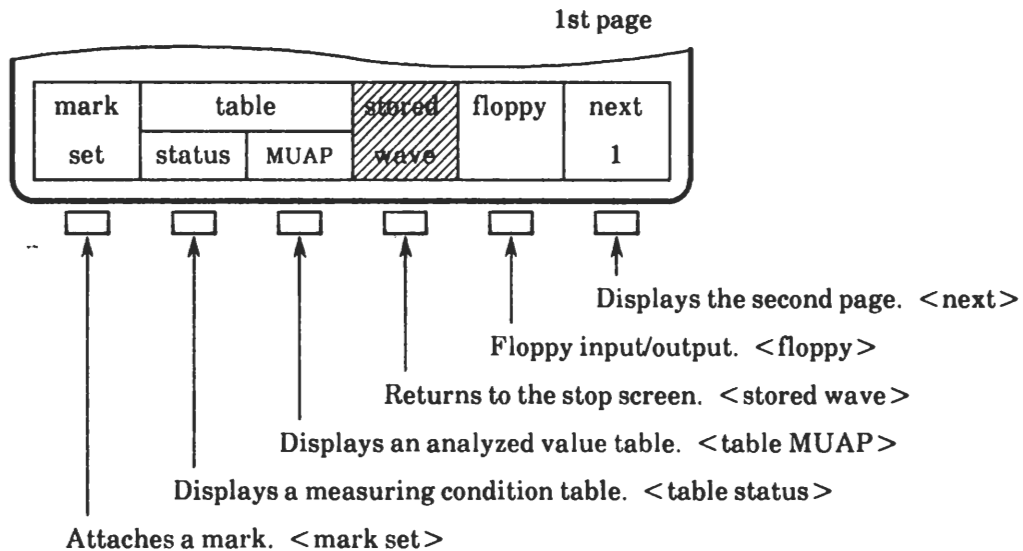 1st page
mark table stored floppy next
set status MUAP wave 1
Displays the second page. <next>
Floppy input/output. <floppy>
Returns to the stop screen. <stored wave>
Displays an analyzed value table. <table MUAP>
Displays a measuring condition table. <table status>
Attaches a mark. <mark set>